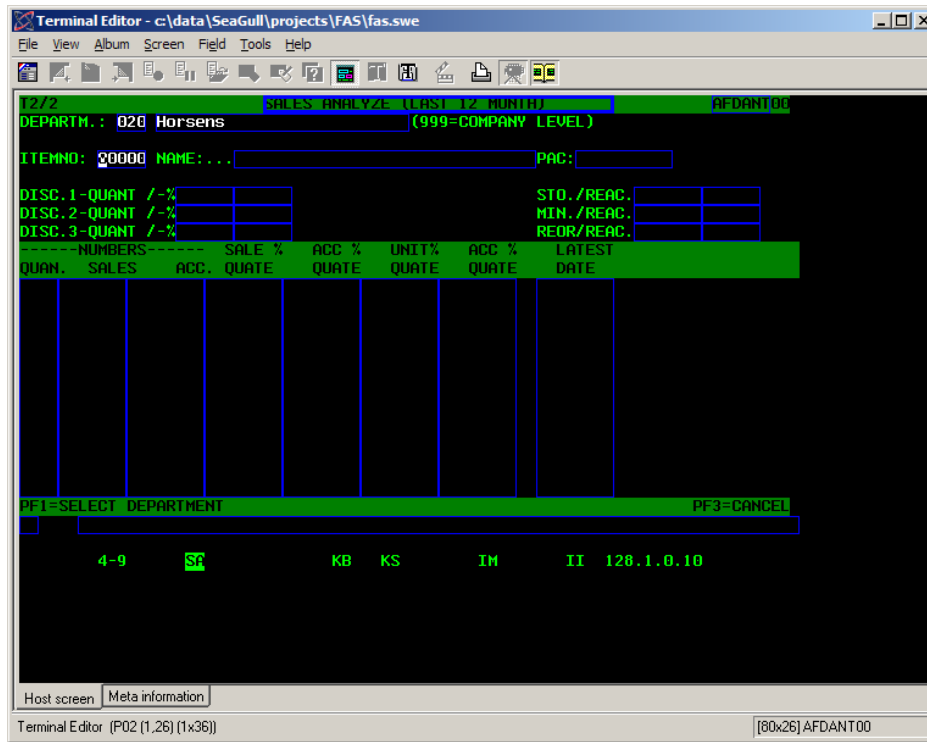 Terminal Editor - c:\data\SeaGull\projects\FAS\fas.swe
File View Album Screen Field Tools Help
T2/2 SALES ANALYZE (LAST 12 MONTH) AFDANT00
DEPARTM.: 020 Horsens (999=COMPANY LEVEL)
ITEMNO: 20000 NAME:... PAC:
DISC.1-QUANT /-% STO./REAC.
DISC.2-QUANT /-% MIN./REAC.
DISC.3-QUANT /-% REOR/REAC.
------NUMBERS------ SALE % ACC % UNIT% ACC % LATEST
QUAN. SALES ACC. QUATE QUATE QUATE QUATE DATE
PF1=SELECT DEPARTMENT PF3=CANCEL
4-9 SA KB KS IM II 128.1.0.10
Host screen Meta information
Terminal Editor (P02 (1,26) (1x36)) [80x26] AFDANT00